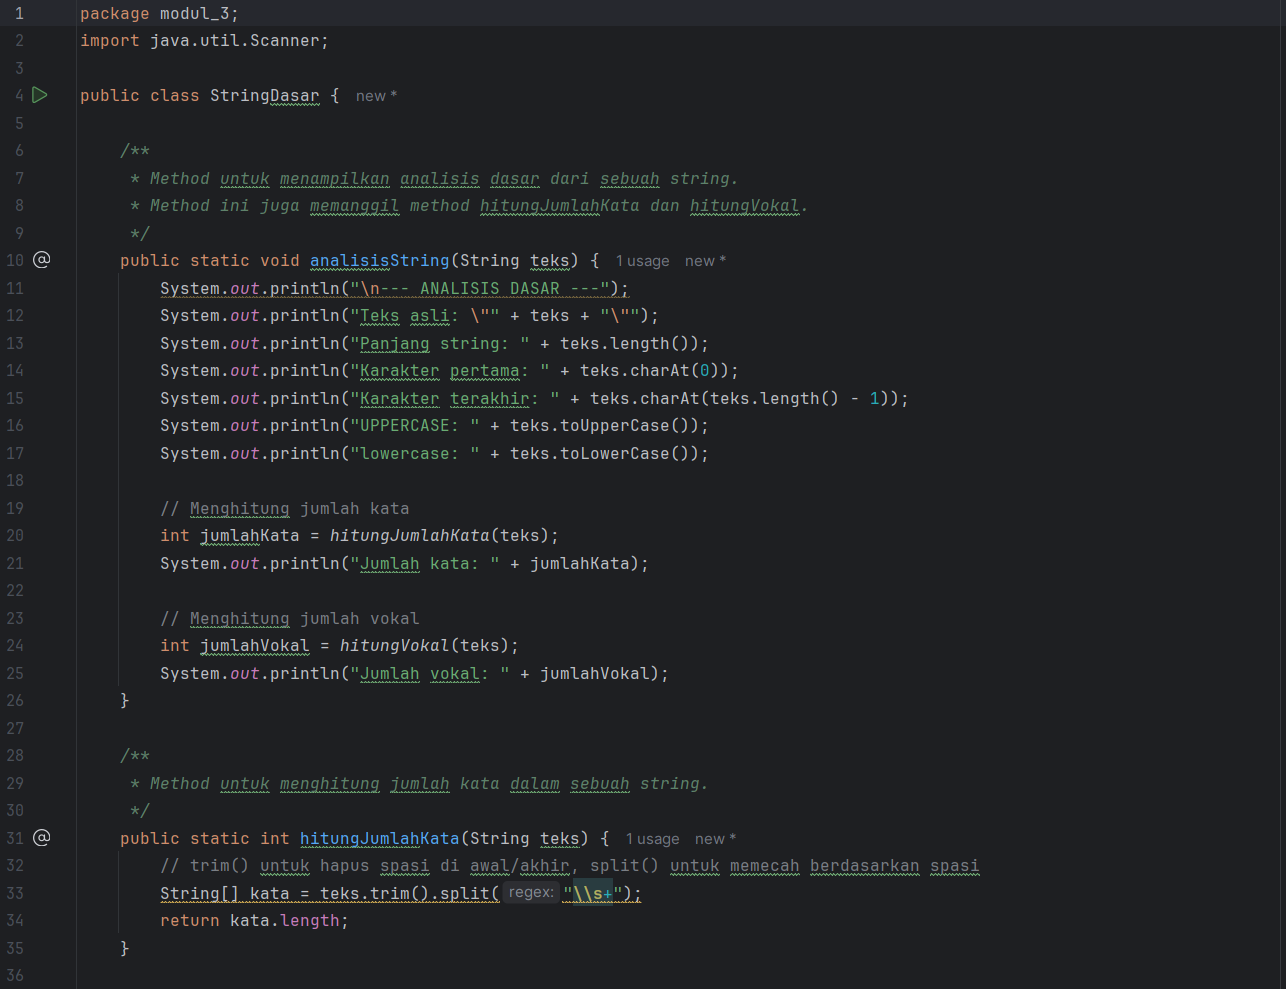 1 package modul_3;
2 import java.util.Scanner;
3
4 public class StringDasar { new *
5
6 /**
7 * Method untuk menampilkan analisis dasar dari sebuah string.
8 * Method ini juga memanggil method hitungJumlahKata dan hitungVokal.
9 */
10 @ public static void analisisString(String teks) { 1 usage new *
11 System.out.println("\n--- ANALISIS DASAR ---");
12 System.out.println("Teks asli: \"" + teks + "\"");
13 System.out.println("Panjang string: " + teks.length());
14 System.out.println("Karakter pertama: " + teks.charAt(0));
15 System.out.println("Karakter terakhir: " + teks.charAt(teks.length() - 1));
16 System.out.println("UPPERCASE: " + teks.toUpperCase());
17 System.out.println("lowercase: " + teks.toLowerCase());
18
19 // Menghitung jumlah kata
20 int jumlahKata = hitungJumlahKata(teks);
21 System.out.println("Jumlah kata: " + jumlahKata);
22
23 // Menghitung jumlah vokal
24 int jumlahVokal = hitungVokal(teks);
25 System.out.println("Jumlah vokal: " + jumlahVokal);
26 }
27
28 /**
29 * Method untuk menghitung jumlah kata dalam sebuah string.
30 */
31 @ public static int hitungJumlahKata(String teks) { 1 usage new *
32 // trim() untuk hapus spasi di awal/akhir, split() untuk memecah berdasarkan spasi
33 String[] kata = teks.trim().split( regex: "\\s+");
34 return kata.length;
35 }
36